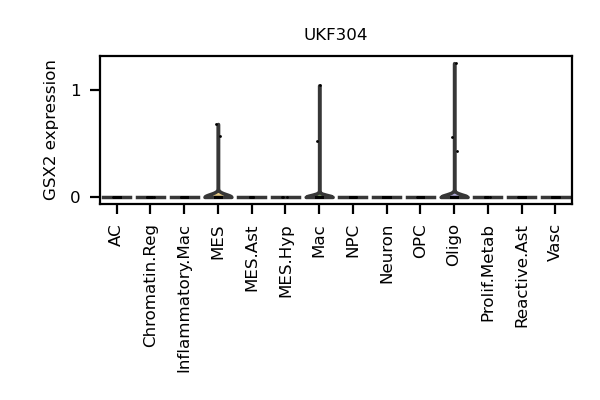 UKF304
GSX2 expression
1
0
AC
Chromatin.Reg
Inflammatory.Mac
MES
MES.Ast
MES.Hyp
Mac
NPC
Neuron
OPC
Oligo
Prolif.Metab
Reactive.Ast
Vasc